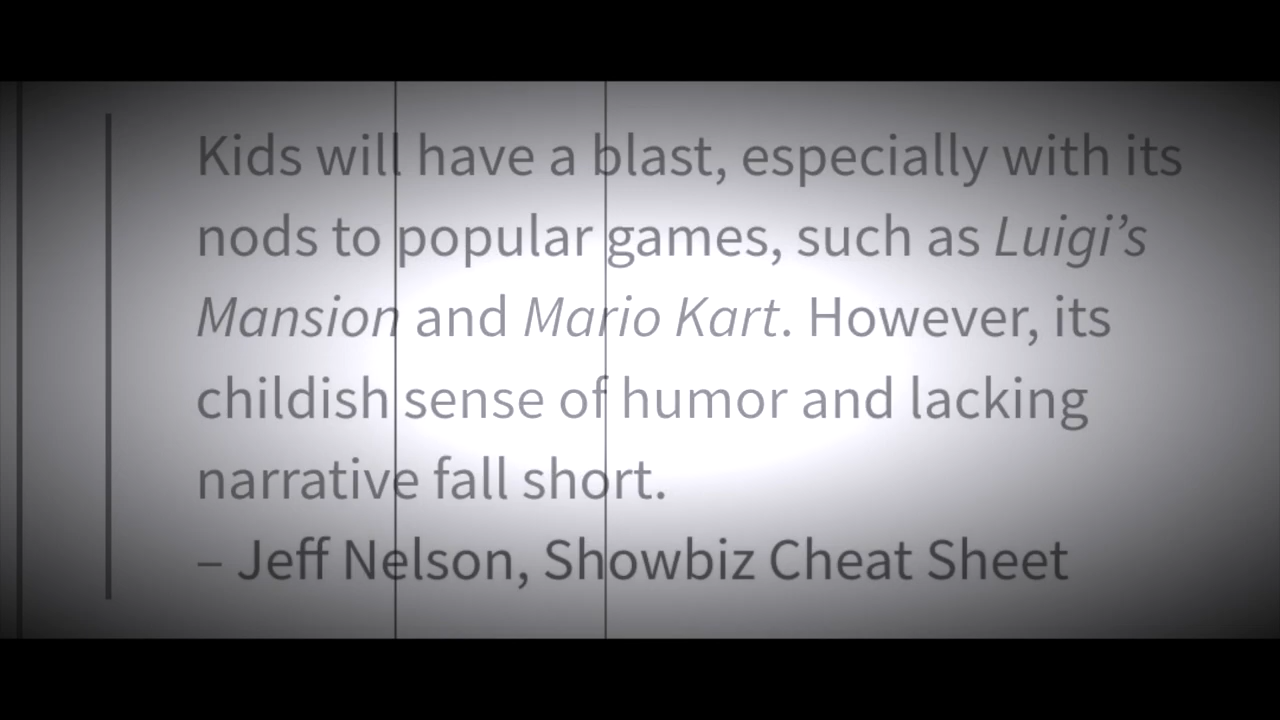 Kids will have a blast, especially with its
nods to popular games, such as Luigi’s
Mansion and Mario Kart. However, its
childish sense of humor and lacking
narrative fall short.
– Jeff Nelson, Showbiz Cheat Sheet